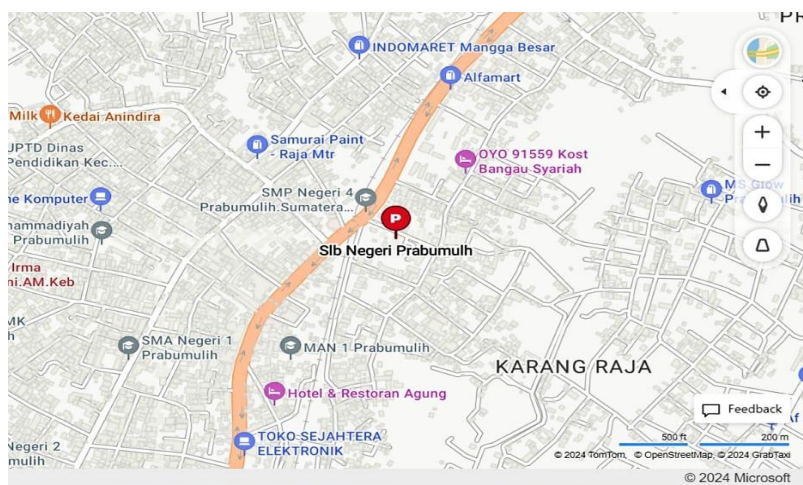 PR
INDOMARET Mangga Besar
Alfamart
Milk
Kedai Anindira
Samurai Paint
- Raja Mtr
JPTD Dinas
Pendidikan Kec....
OYO 91559 Kost
Bangau Syariah
SMP Negeri 4
Prabumulih.Sumatera...
ne Komputer
MS Glow
P
lih
P
hammadiyah
Prabumulih
Slb Negeri Prabumulh
Irma
ni.AM.Keb
MK
h
SMA Negeri 1
Prabumulih
MAN 1 Prabumulih
KARANG RAJA
Hotel & Restoran Agung
Feedback
Af
TOKO SEJAHTERA
ELEKTRONIK
Negeri 2
mulih
500 ft
200 m
© 2024 TomTom, © OpenStreetMap, © 2024 GrabTaxi
© 2024 Microsoft